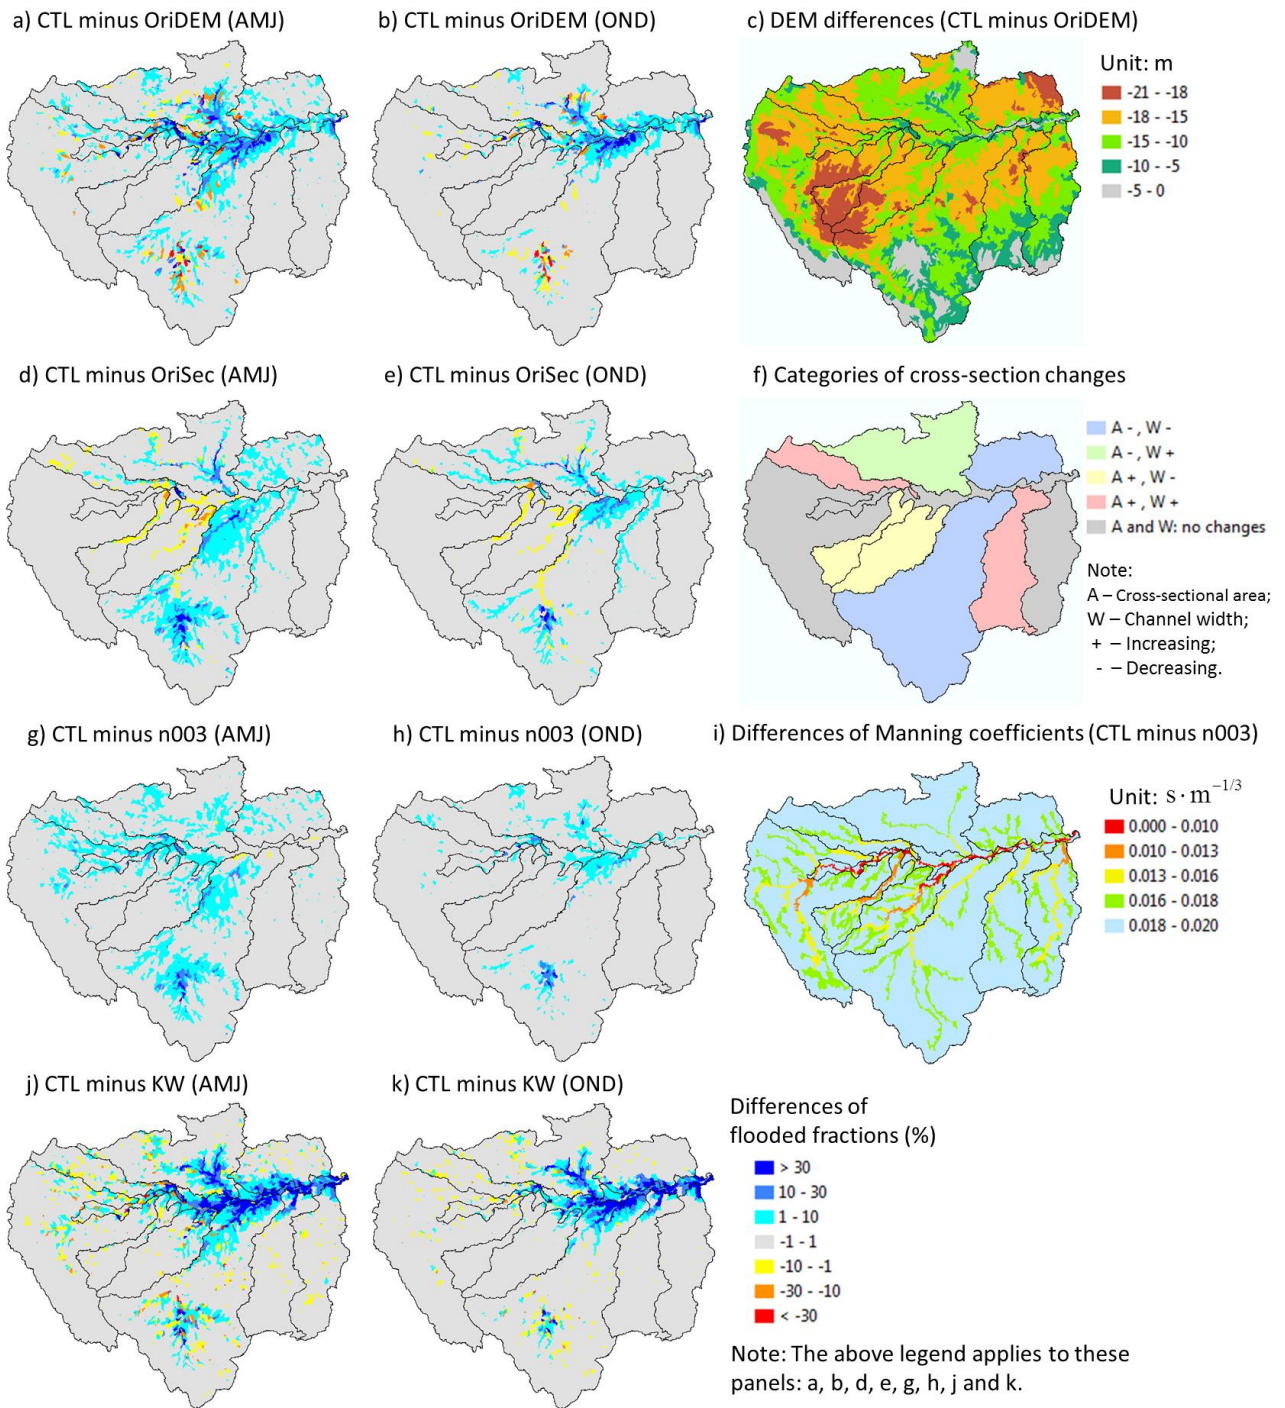 a) CTL minus OriDEM (AMJ)
b) CTL minus OriDEM (OND)
c) DEM differences (CTL minus OriDEM)
Unit: m
-21 - -18
-18 - -15
-15 - -10
-10 - -5
-5 - 0
d) CTL minus OriSec (AMJ)
e) CTL minus OriSec (OND)
f) Categories of cross-section changes
A - , W -
A - , W +
A + , W -
A + , W +
A and W: no changes
Note:
A – Cross-sectional area;
W – Channel width;
+ – Increasing;
- – Decreasing.
g) CTL minus n003 (AMJ)
h) CTL minus n003 (OND)
i) Differences of Manning coefficients (CTL minus n003)
Unit: s · m⁻¹/³
0.000 - 0.010
0.010 - 0.013
0.013 - 0.016
0.016 - 0.018
0.018 - 0.020
j) CTL minus KW (AMJ)
k) CTL minus KW (OND)
Differences of
flooded fractions (%)
> 30
10 - 30
1 - 10
-1 - 1
-10 - -1
-30 - -10
< -30
Note: The above legend applies to these
panels: a, b, d, e, g, h, j and k.